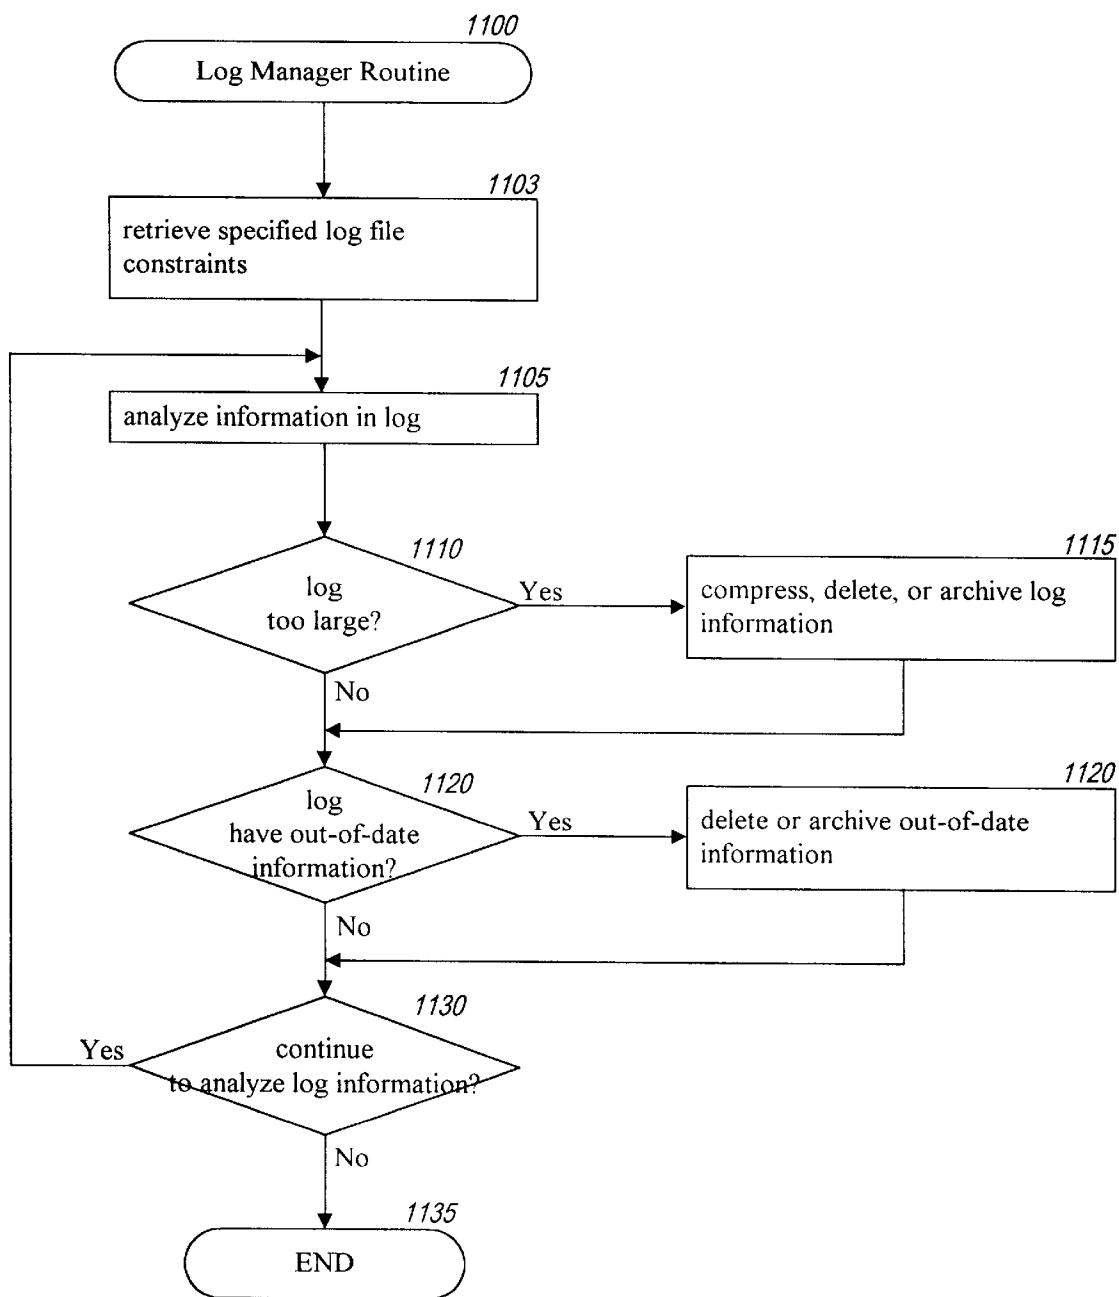 1100
Log Manager Routine
1103
retrieve specified log file
constraints
1105
analyze information in log
1110
log
too large?
Yes
1115
compress, delete, or archive log
information
No
1120
log
have out-of-date
information?
Yes
1120
delete or archive out-of-date
information
No
1130
continue
to analyze log information?
Yes
No
1135
END